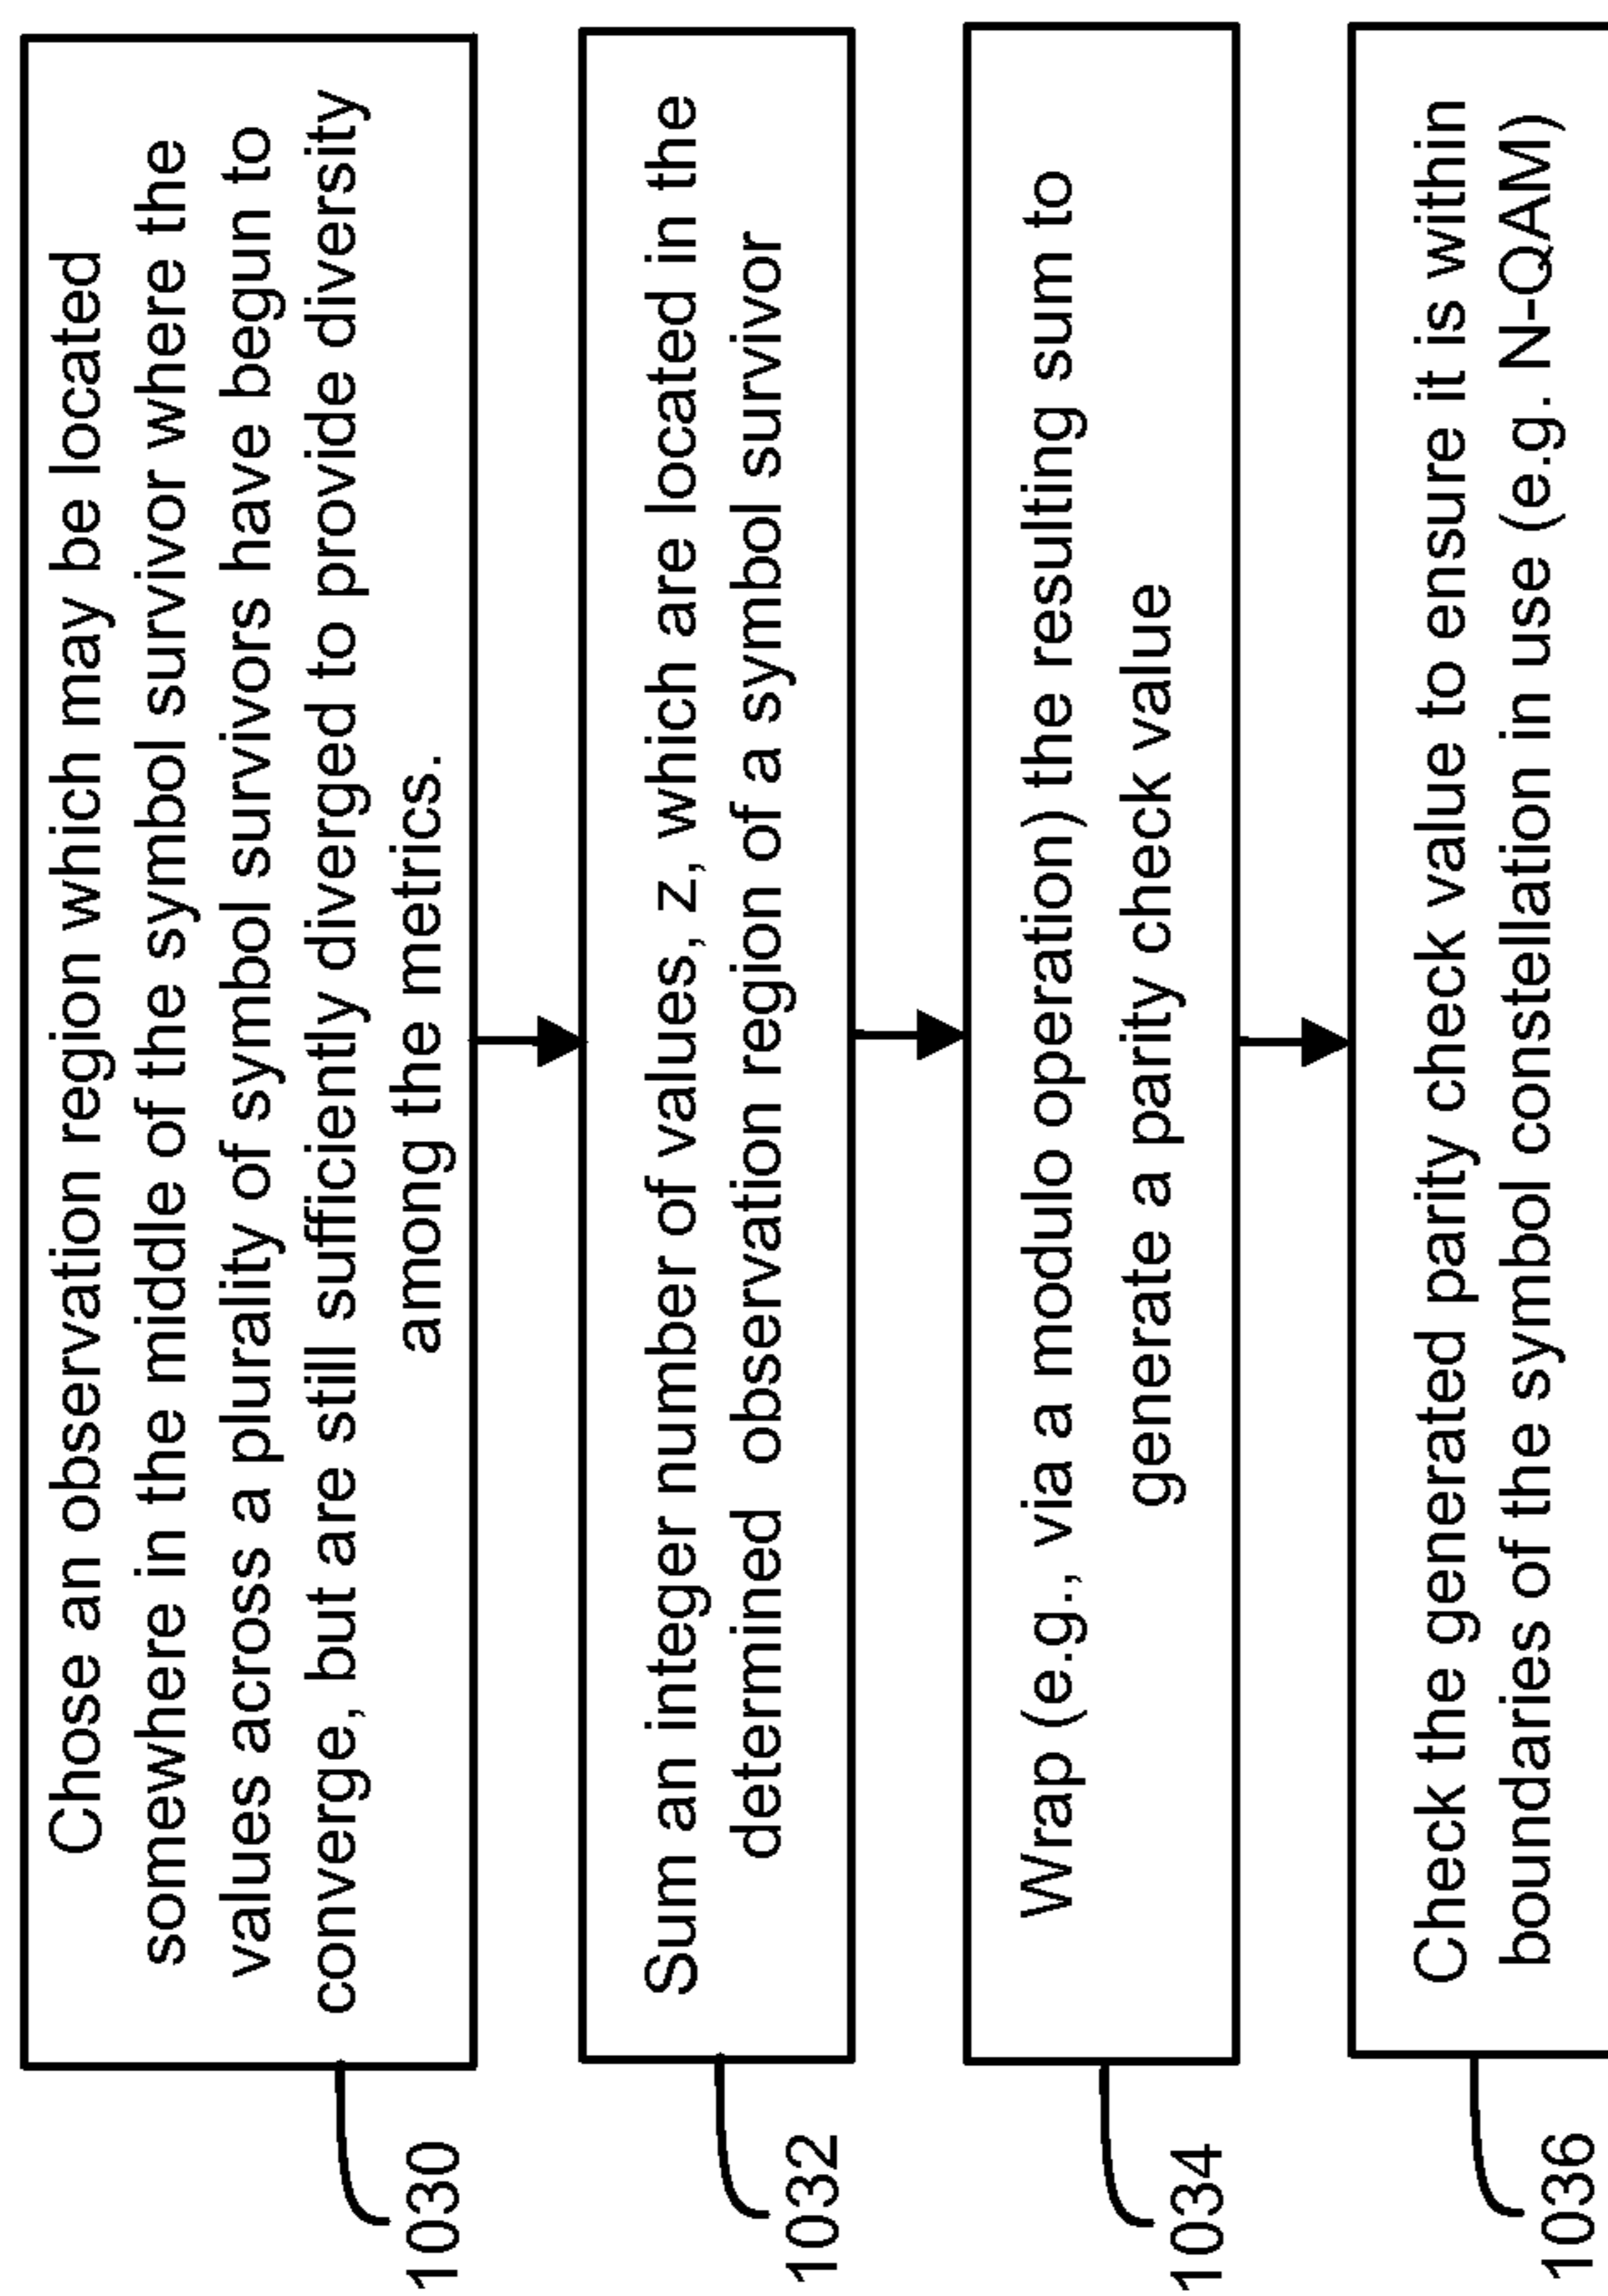 Chose an observation region which may be located
somewhere in the middle of the symbol survivor where the
values across a plurality of symbol survivors have begun to
converge, but are still sufficiently diverged to provide diversity
among the metrics.
1030
Sum an integer number of values, z, which are located in the
determined observation region of a symbol survivor
1032
Wrap (e.g., via a modulo operation) the resulting sum to
generate a parity check value
1034
Check the generated parity check value to ensure it is within
boundaries of the symbol constellation in use (e.g. N-QAM)
1036